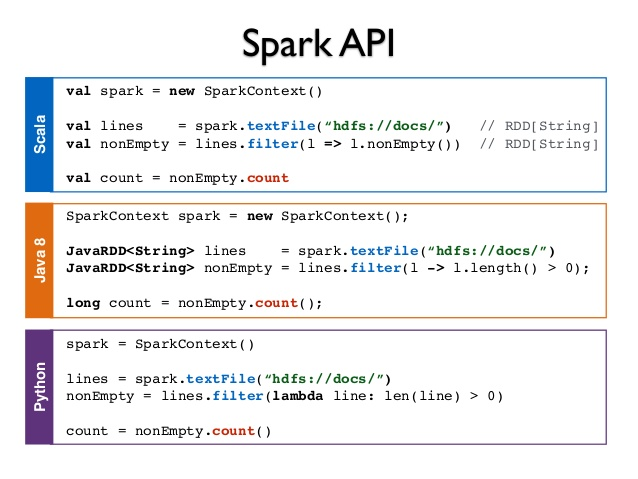 Spark API
Scala
val spark = new SparkContext()
val lines    = spark.textFile(“hdfs://docs/”)   // RDD[String]
val nonEmpty = lines.filter(l => l.nonEmpty())  // RDD[String]
val count = nonEmpty.count
Java 8
SparkContext spark = new SparkContext();
JavaRDD<String> lines    = spark.textFile(“hdfs://docs/”)
JavaRDD<String> nonEmpty = lines.filter(l -> l.length() > 0);
long count = nonEmpty.count();
Python
spark = SparkContext()
lines = spark.textFile(“hdfs://docs/”)
nonEmpty = lines.filter(lambda line: len(line) > 0)
count = nonEmpty.count()